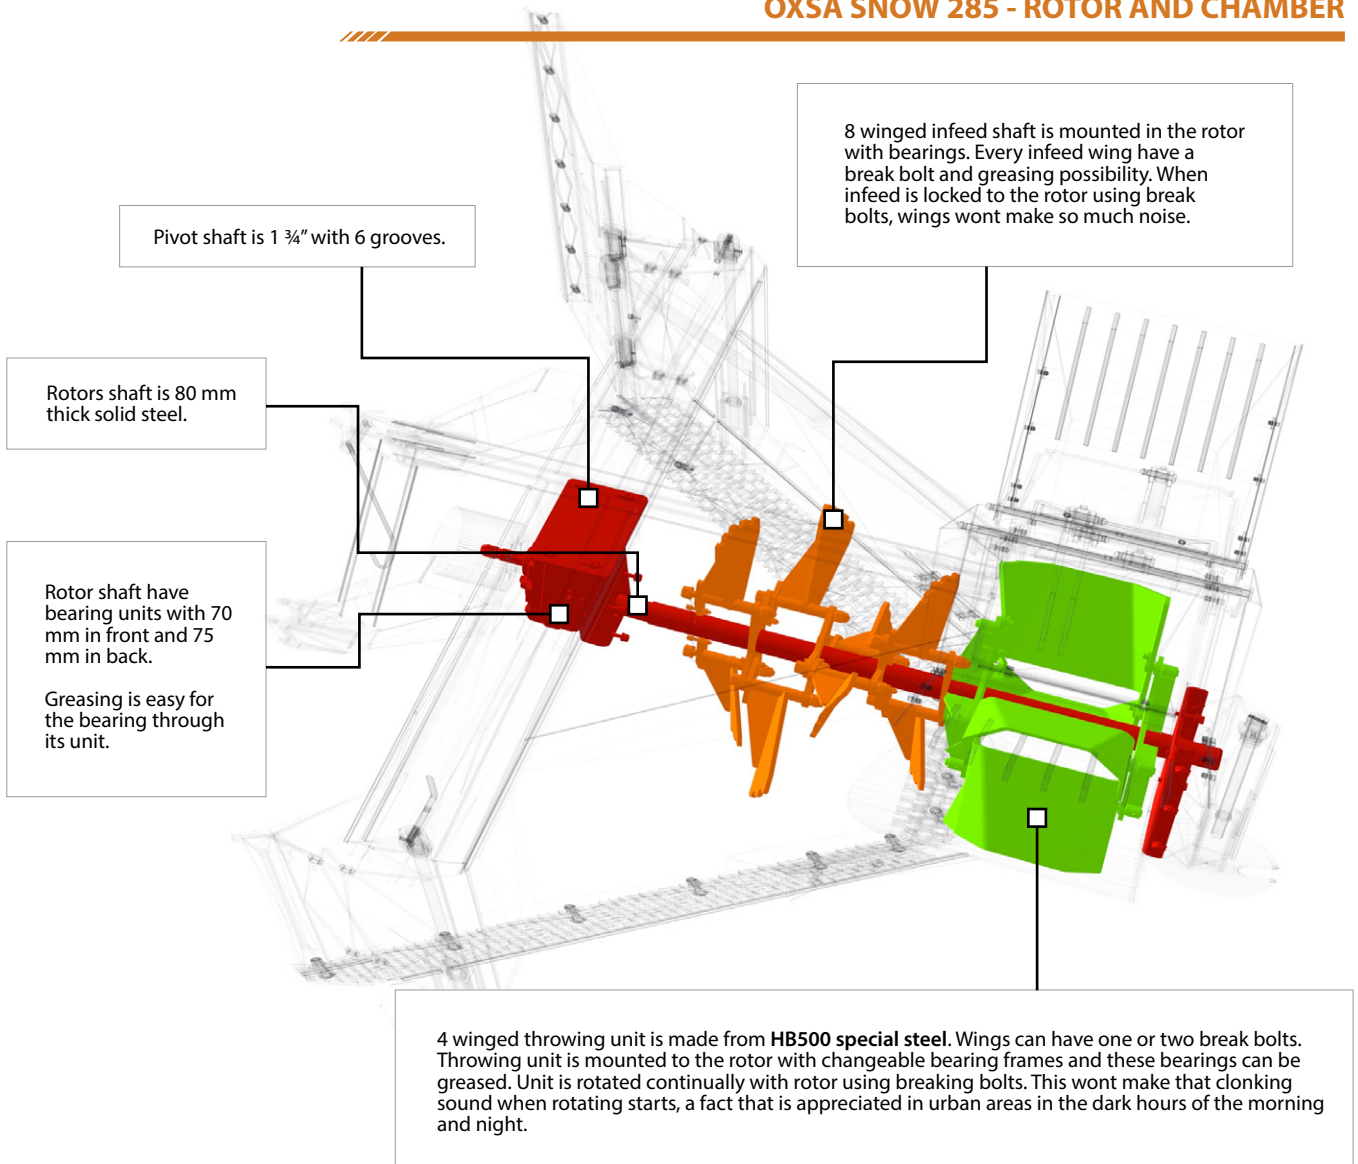 OXSA SNOW 285 - ROTOR AND CHAMBER
8 winged infeed shaft is mounted in the rotor
with bearings. Every infeed wing have a
break bolt and greasing possibility. When
infeed is locked to the rotor using break
bolts, wings wont make so much noise.
Pivot shaft is 1 ¾” with 6 grooves.
Rotors shaft is 80 mm
thick solid steel.
Rotor shaft have
bearing units with 70
mm in front and 75
mm in back.
Greasing is easy for
the bearing through
its unit.
4 winged throwing unit is made from HB500 special steel. Wings can have one or two break bolts.
Throwing unit is mounted to the rotor with changeable bearing frames and these bearings can be
greased. Unit is rotated continually with rotor using breaking bolts. This wont make that clonking
sound when rotating starts, a fact that is appreciated in urban areas in the dark hours of the morning
and night.